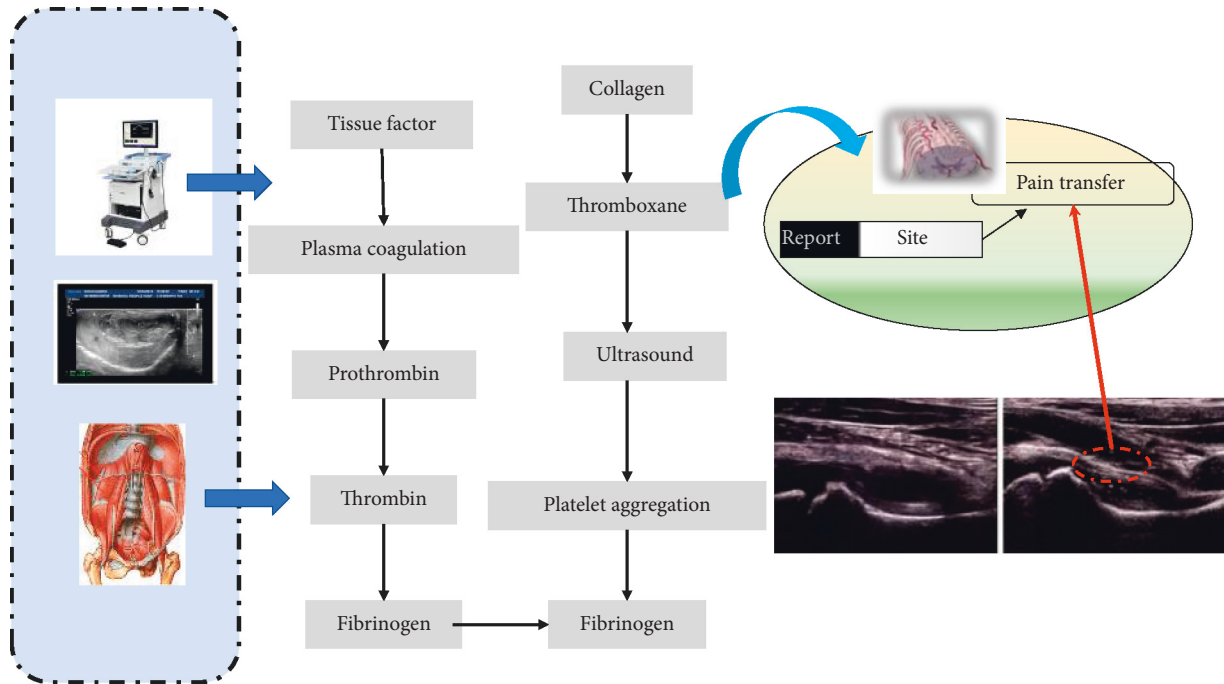 Tissue factor
Plasma coagulation
Prothrombin
Thrombin
Fibrinogen
Collagen
Thromboxane
Ultrasound
Platelet aggregation
Fibrinogen
Pain transfer
Report
Site